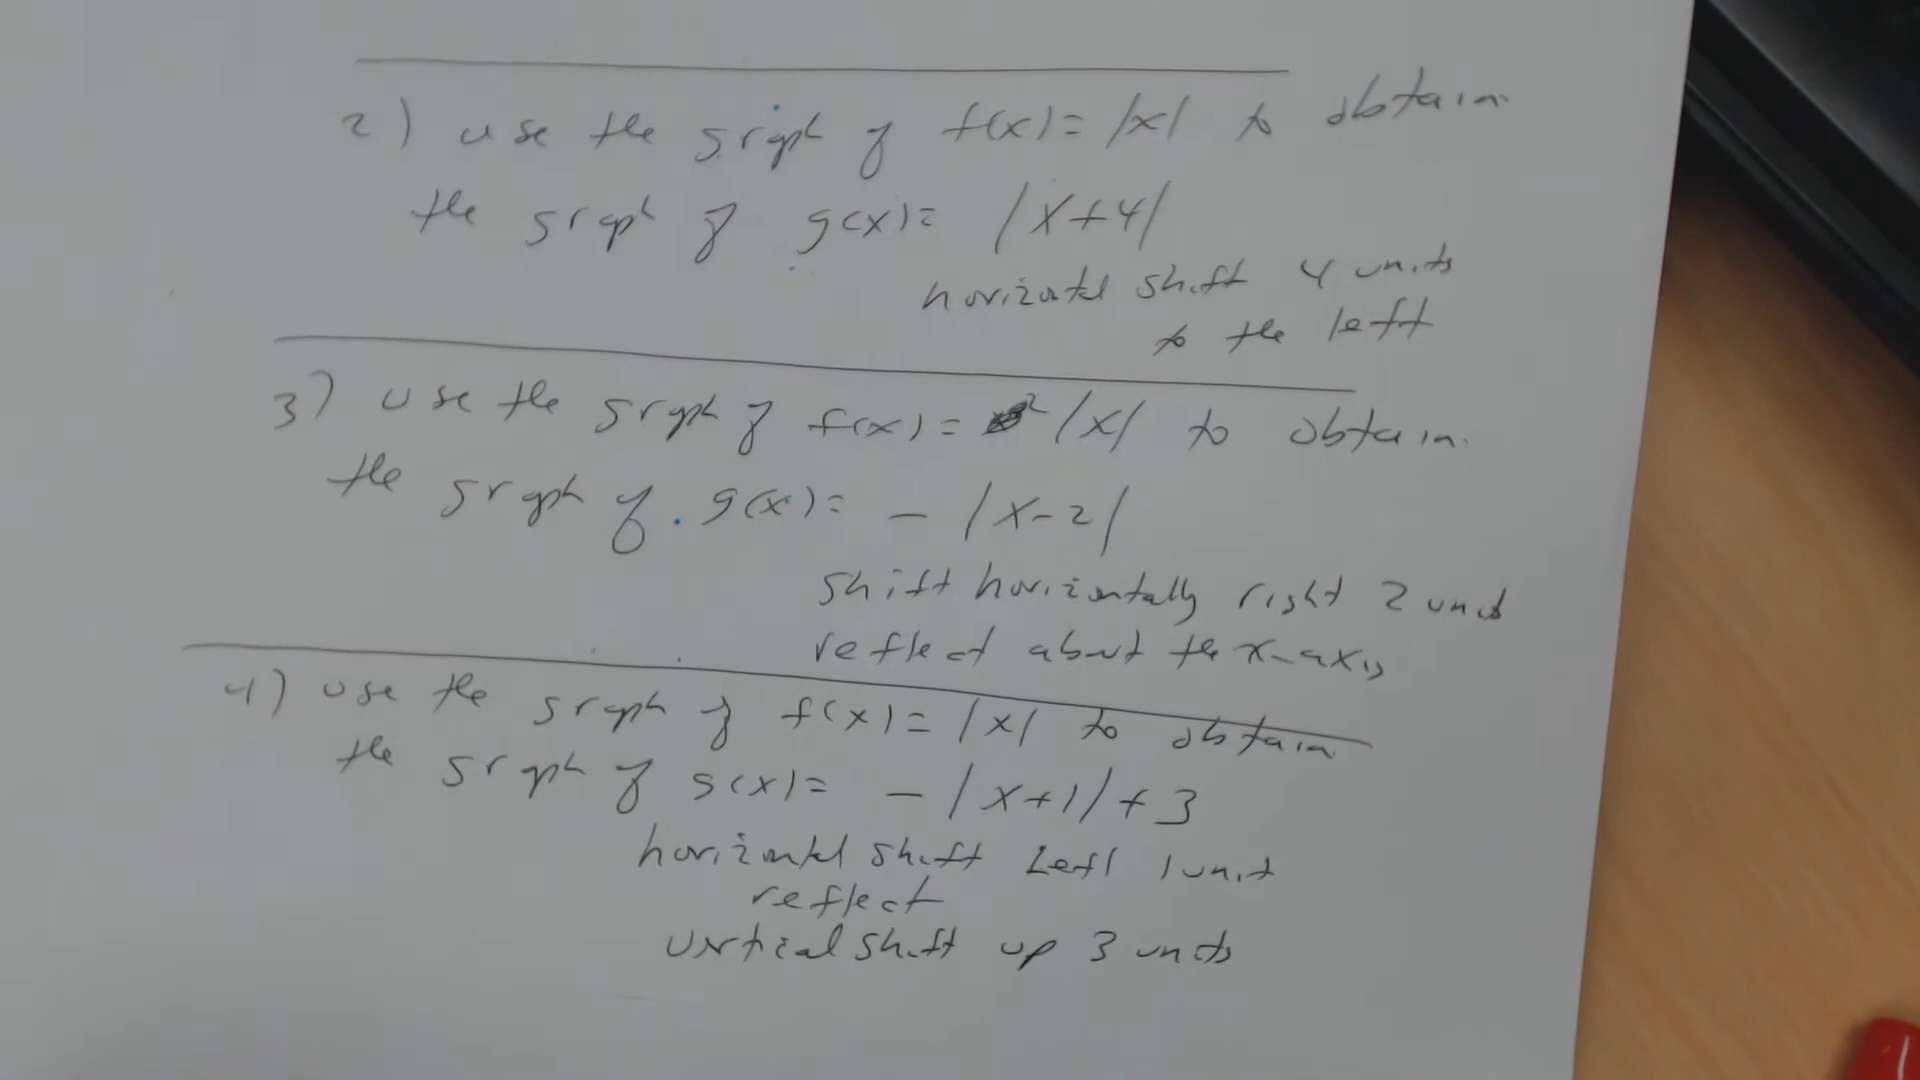 2) use the graph of f(x) = |x| to obtain
the graph of g(x) = |x+4|
horizontal shift 4 units
to the left
3) use the graph of f(x) = |x| to obtain
the graph of g(x) = - |x-2|
shift horizontally right 2 units
reflect about the x-axis
4) use the graph of f(x) = |x| to obtain
the graph of g(x) = - |x+1| + 3
horizontal shift Left 1 unit
reflect
vertical shift up 3 units